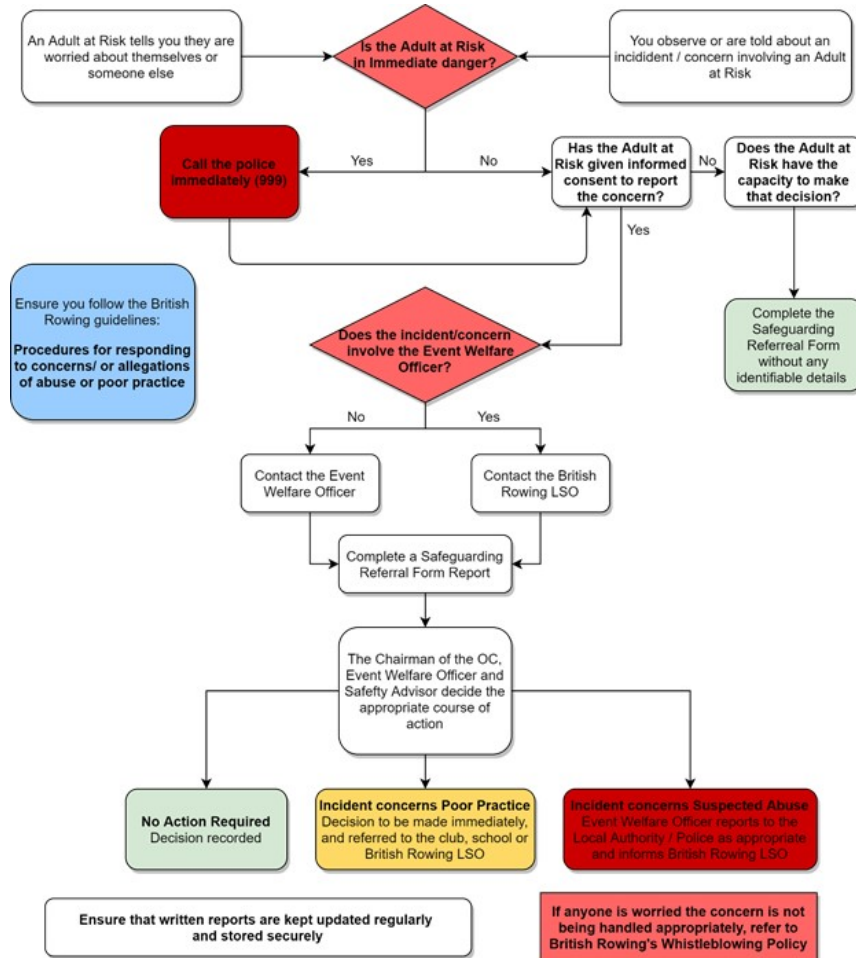 An Adult at Risk tells you they are
worried about themselves or
someone else
Is the Adult at Risk
in Immediate danger?
You observe or are told about an
incidident / concern involving an Adult
at Risk
Call the police
immediately (999)
Yes
No
Has the Adult at
Risk given informed
consent to report
the concern?
No
Does the Adult at
Risk have the
capacity to make
that decision?
Yes
Ensure you follow the British
Rowing guidelines:
Procedures for responding
to concerns/ or allegations
of abuse or poor practice
Does the incident/concern
involve the Event Welfare
Officer?
Complete the
Safeguarding
Referreal Form
without any
identifiable details
No
Yes
Contact the Event
Welfare Officer
Contact the British
Rowing LSO
Complete a Safeguarding
Referral Form Report
The Chairman of the OC,
Event Welfare Officer and
Safefty Advisor decide the
appropriate course of
action
No Action Required
Decision recorded
Incident concerns Poor Practice
Decision to be made immediately,
and referred to the club, school or
British Rowing LSO
Incident concerns Suspected Abuse
Event Welfare Officer reports to the
Local Authority / Police as appropriate
and informs British Rowing LSO
Ensure that written reports are kept updated regularly
and stored securely
If anyone is worried the concern is not
being handled appropriately, refer to
British Rowing's Whistleblowing Policy